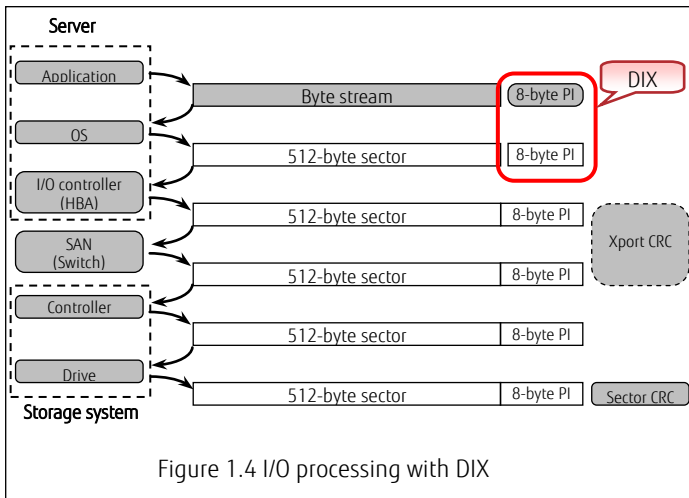 Server
Application
Byte stream
8-byte PI
DIX
OS
512-byte sector
8-byte PI
I/O controller
(HBA)
512-byte sector
8-byte PI
Xport CRC
SAN
(Switch)
512-byte sector
8-byte PI
Controller
512-byte sector
8-byte PI
Drive
512-byte sector
8-byte PI
Sector CRC
Storage system
Figure 1.4 I/O processing with DIX